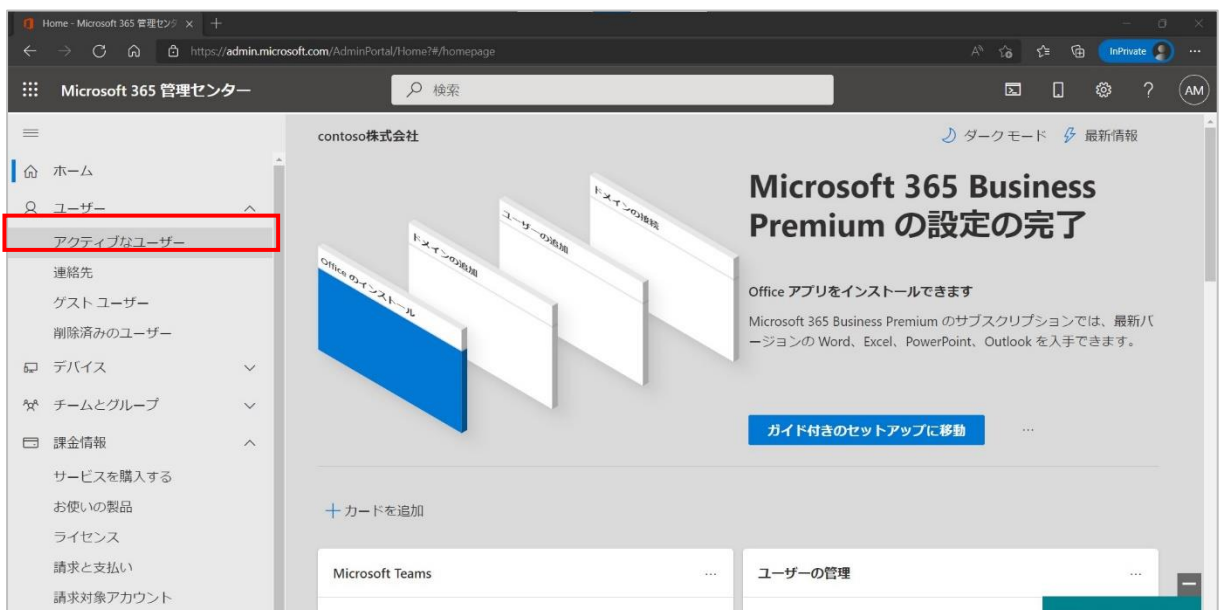 Home - Microsoft 365 管理センタ
https://admin.microsoft.com/AdminPortal/Home?#/homepage
InPrivate
Microsoft 365 管理センター
検索
AM
contoso株式会社
ダーク モード
最新情報
ホーム
ユーザー
アクティブなユーザー
連絡先
ゲスト ユーザー
削除済みのユーザー
デバイス
チームとグループ
課金情報
サービスを購入する
お使いの製品
ライセンス
請求と支払い
請求対象アカウント
Office のインストール
ドメインの追加
ユーザーの追加
ドメインの接続
Microsoft 365 Business
Premium の設定の完了
Office アプリをインストールできます
Microsoft 365 Business Premium のサブスクリプションでは、最新バ
ージョンの Word、Excel、PowerPoint、Outlook を入手できます。
ガイド付きのセットアップに移動
カードを追加
Microsoft Teams
ユーザーの管理